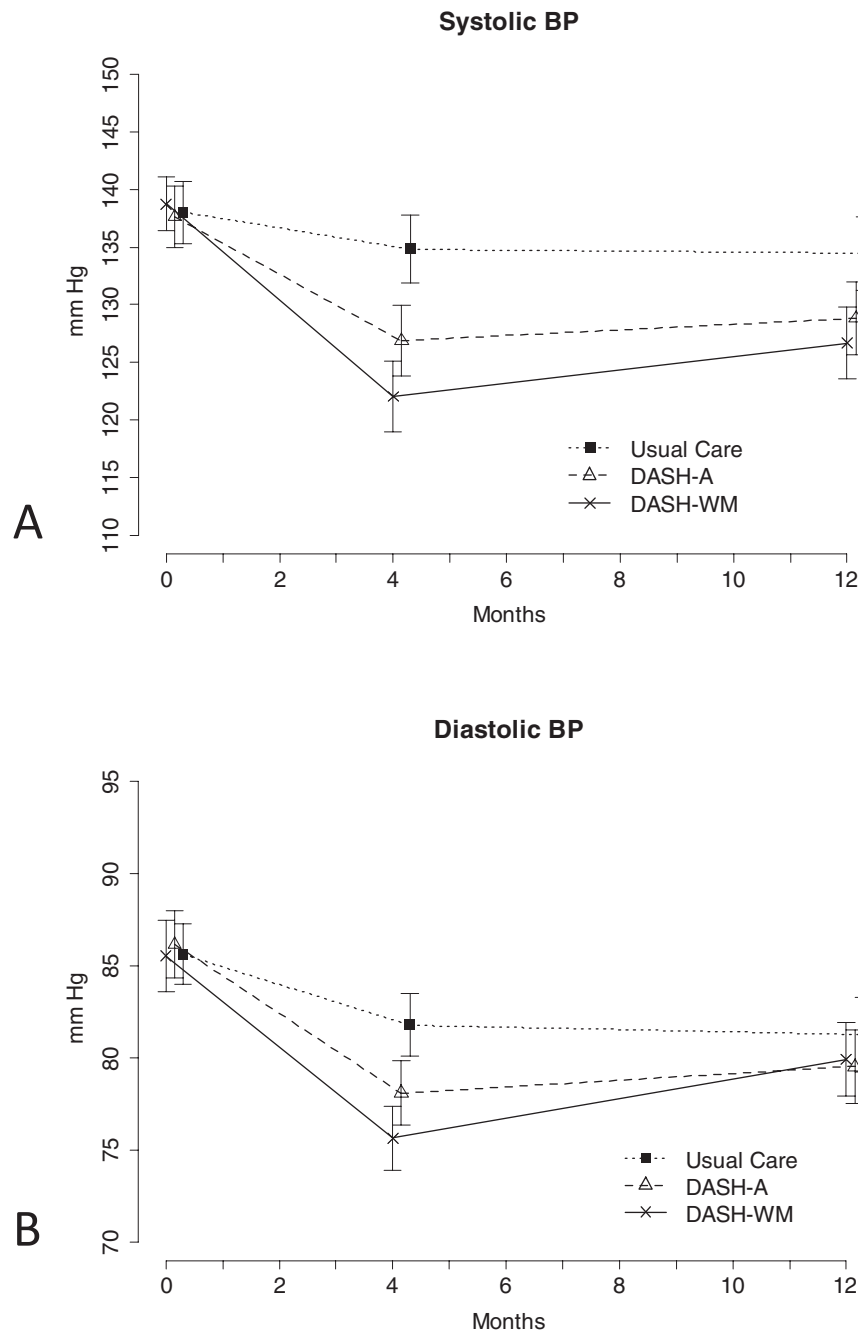 Systolic BP
150
145
140
135
130
125
120
115
110
mm Hg
Usual Care
DASH-A
DASH-WM
A
0 2 4 6 8 10 12
Months
Diastolic BP
95
90
85
80
75
70
mm Hg
Usual Care
DASH-A
DASH-WM
B
0 2 4 6 8 10 12
Months